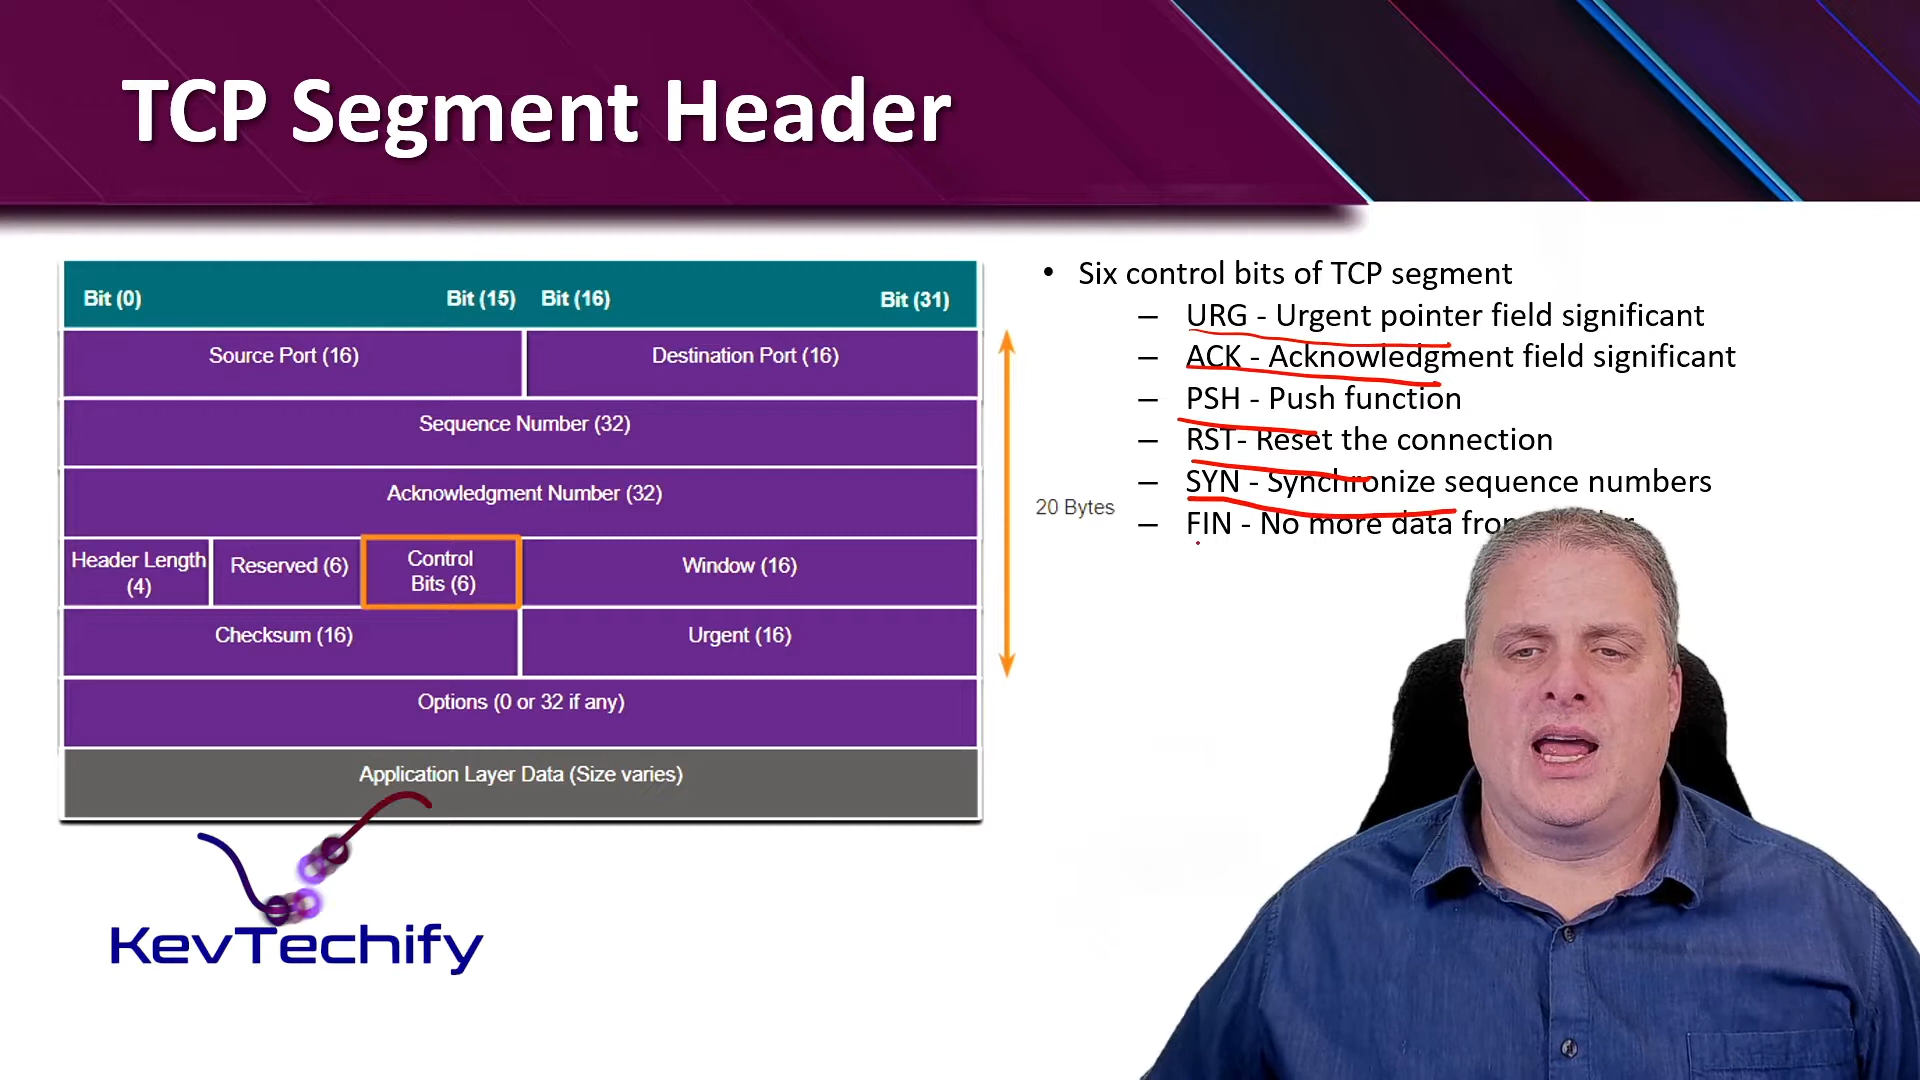 TCP Segment Header
Bit (0) Bit (15) Bit (16) Bit (31)
Source Port (16) Destination Port (16)
Sequence Number (32)
Acknowledgment Number (32)
Header Length (4) Reserved (6) Control Bits (6) Window (16)
Checksum (16) Urgent (16)
Options (0 or 32 if any)
Application Layer Data (Size varies)
20 Bytes
• Six control bits of TCP segment
– URG - Urgent pointer field significant
– ACK - Acknowledgment field significant
– PSH - Push function
– RST- Reset the connection
– SYN - Synchronize sequence numbers
– FIN - No more data
KevTechify